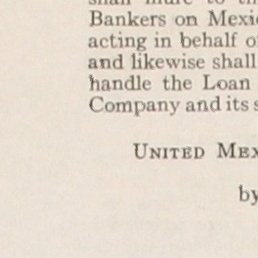 shall inure to th
Bankers on Mexic
acting in behalf o
and likewise shall
handle the Loan
Company and its s
UNITED MEX
by